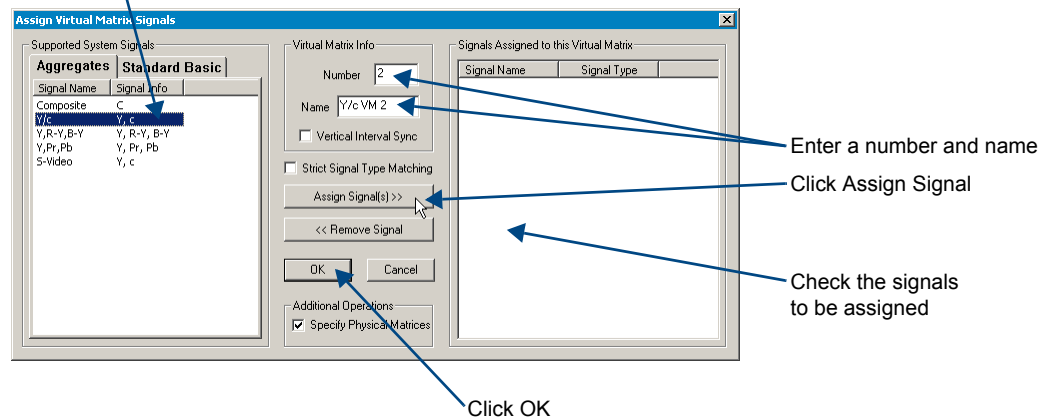 Assign Virtual Matrix Signals
Supported System Signals
Aggregates Standard Basic
Signal Name Signal Info
Composite C
Y/c Y, c
Y,R-Y,B-Y Y, R-Y, B-Y
Y,Pr,Pb Y, Pr, Pb
S-Video Y, c
Virtual Matrix Info
Number 2
Name Y/c VM 2
Vertical Interval Sync
Strict Signal Type Matching
Assign Signal(s) >>
<< Remove Signal
OK Cancel
Additional Operations
Specify Physical Matrices
Signals Assigned to this Virtual Matrix
Signal Name Signal Type
Enter a number and name
Click Assign Signal
Check the signals
to be assigned
Click OK